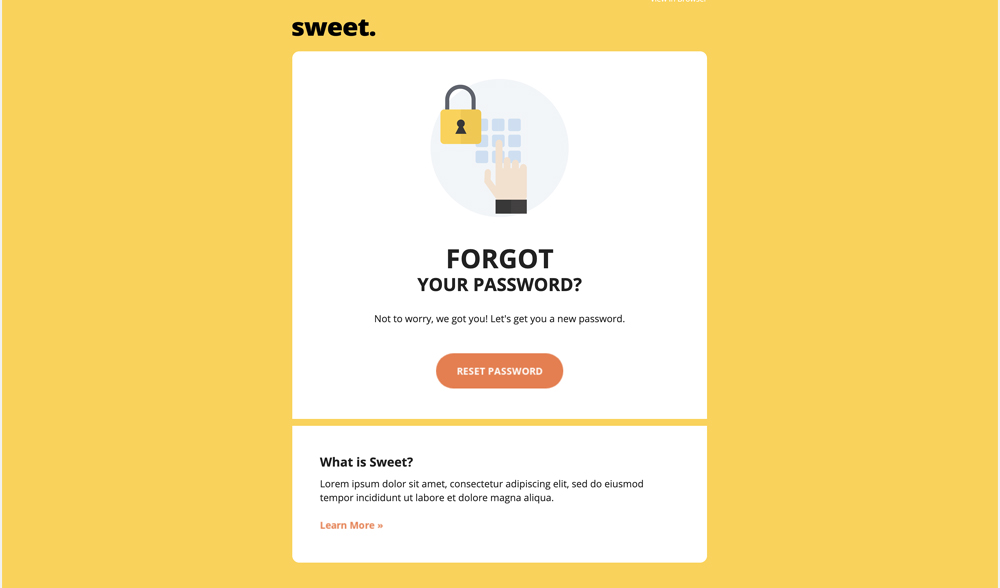 sweet.
FORGOT
YOUR PASSWORD?
Not to worry, we got you! Let's get you a new password.
RESET PASSWORD
What is Sweet?
Lorem ipsum dolor sit amet, consectetur adipiscing elit, sed do eiusmod
tempor incididunt ut labore et dolore magna aliqua.
Learn More »